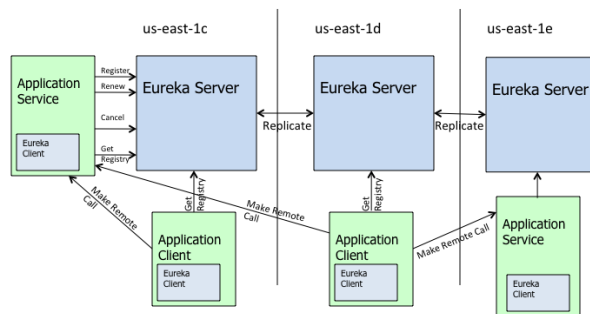 us-east-1c
us-east-1d
us-east-1e
Application
Service
Eureka
Client
Register
Renew
Cancel
Get
Registry
Eureka Server
Replicate
Eureka Server
Replicate
Eureka Server
Make Remote
Call
Get
Registry
Make Remote
Call
Get
Registry
Make Remote Call
Application
Client
Eureka
Client
Application
Client
Eureka
Client
Application
Service
Eureka
Client